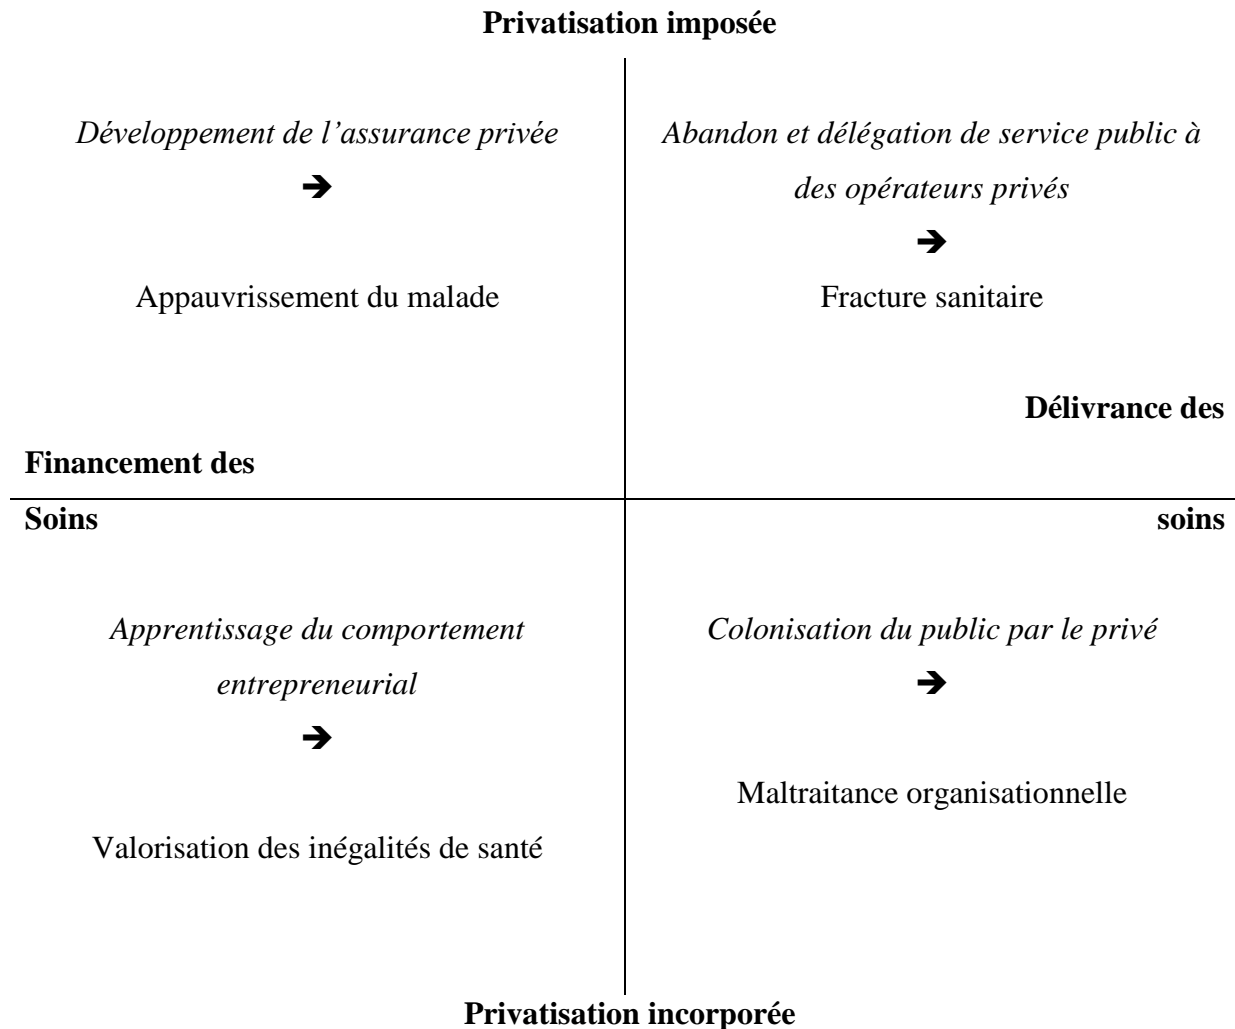 Privatisation imposée
Développement de l’assurance privée
➔
Appauvrissement du malade
Abandon et délégation de service public à
des opérateurs privés
➔
Fracture sanitaire
Délivrance des
Financement des
Soins
soins
Apprentissage du comportement
entrepreneurial
➔
Valorisation des inégalités de santé
Colonisation du public par le privé
➔
Maltraitance organisationnelle
Privatisation incorporée